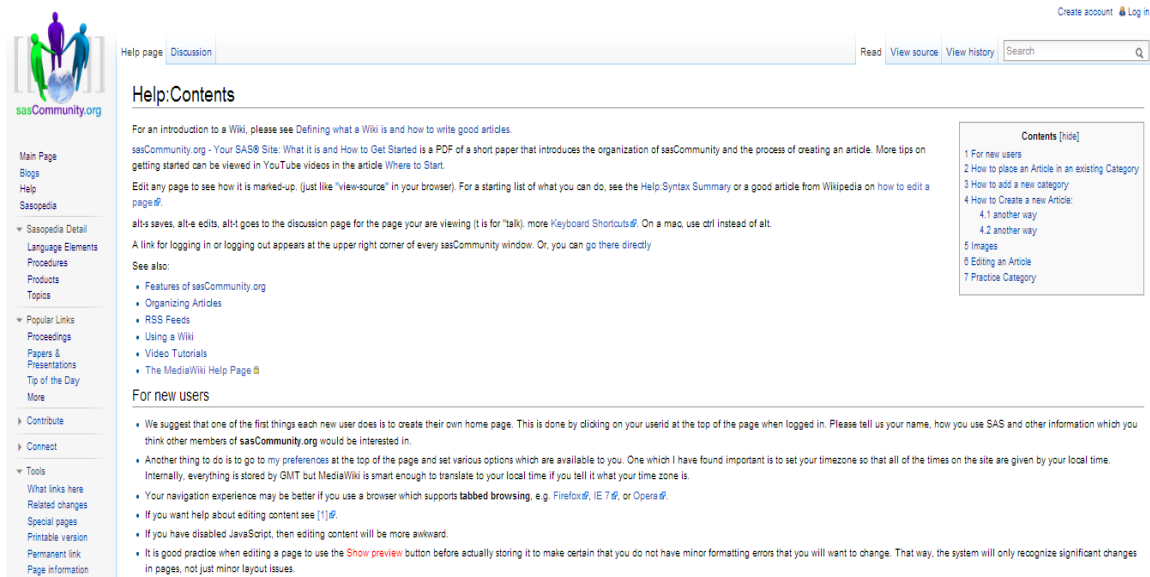 Create account Log in
sasCommunity.org
Help page Discussion
Read View source View history Search
Help:Contents
For an introduction to a Wiki, please see Defining what a Wiki is and how to write good articles.
sasCommunity.org - Your SAS® Site: What it is and How to Get Started is a PDF of a short paper that introduces the organization of sasCommunity and the process of creating an article. More tips on
getting started can be viewed in YouTube videos in the article Where to Start.
Edit any page to see how it is marked-up. (just like "view-source" in your browser). For a starting list of what you can do, see the Help:Syntax Summary or a good article from Wikipedia on how to edit a
page.
alt-s saves, alt-e edits, alt-t goes to the discussion page for the page your are viewing (t is for "talk). more Keyboard Shortcuts. On a mac, use ctrl instead of alt.
A link for logging in or logging out appears at the upper right corner of every sasCommunity window. Or, you can go there directly
See also:
• Features of sasCommunity.org
• Organizing Articles
• RSS Feeds
• Using a Wiki
• Video Tutorials
• The MediaWiki Help Page
Contents [hide]
1 For new users
2 How to place an Article in an existing Category
3 How to add a new category
4 How to Create a new Article:
4.1 another way
4.2 another way
5 Images
6 Editing an Article
7 Practice Category
For new users
• We suggest that one of the first things each new user does is to create their own home page. This is done by clicking on your userid at the top of the page when logged in. Please tell us your name, how you use SAS and other information which you
think other members of sasCommunity.org would be interested in.
• Another thing to do is to go to my preferences at the top of the page and set various options which are available to you. One which I have found important is to set your timezone so that all of the times on the site are given by your local time.
Internally, everything is stored by GMT but MediaWiki is smart enough to translate to your local time if you tell it what your time zone is.
• Your navigation experience may be better if you use a browser which supports tabbed browsing, e.g. Firefox, IE 7, or Opera.
• If you want help about editing content see [1].
• If you have disabled JavaScript, then editing content will be more awkward.
• It is good practice when editing a page to use the Show preview button before actually storing it to make certain that you do not have minor formatting errors that you will want to change. That way, the system will only recognize significant changes
in pages, not just minor layout issues.
Main Page
Blogs
Help
Sasopedia
Sasopedia Detail
Language Elements
Procedures
Products
Topics
Popular Links
Proceedings
Papers &
Presentations
Tip of the Day
More
Contribute
Connect
Tools
What links here
Related changes
Special pages
Printable version
Permanent link
Page information